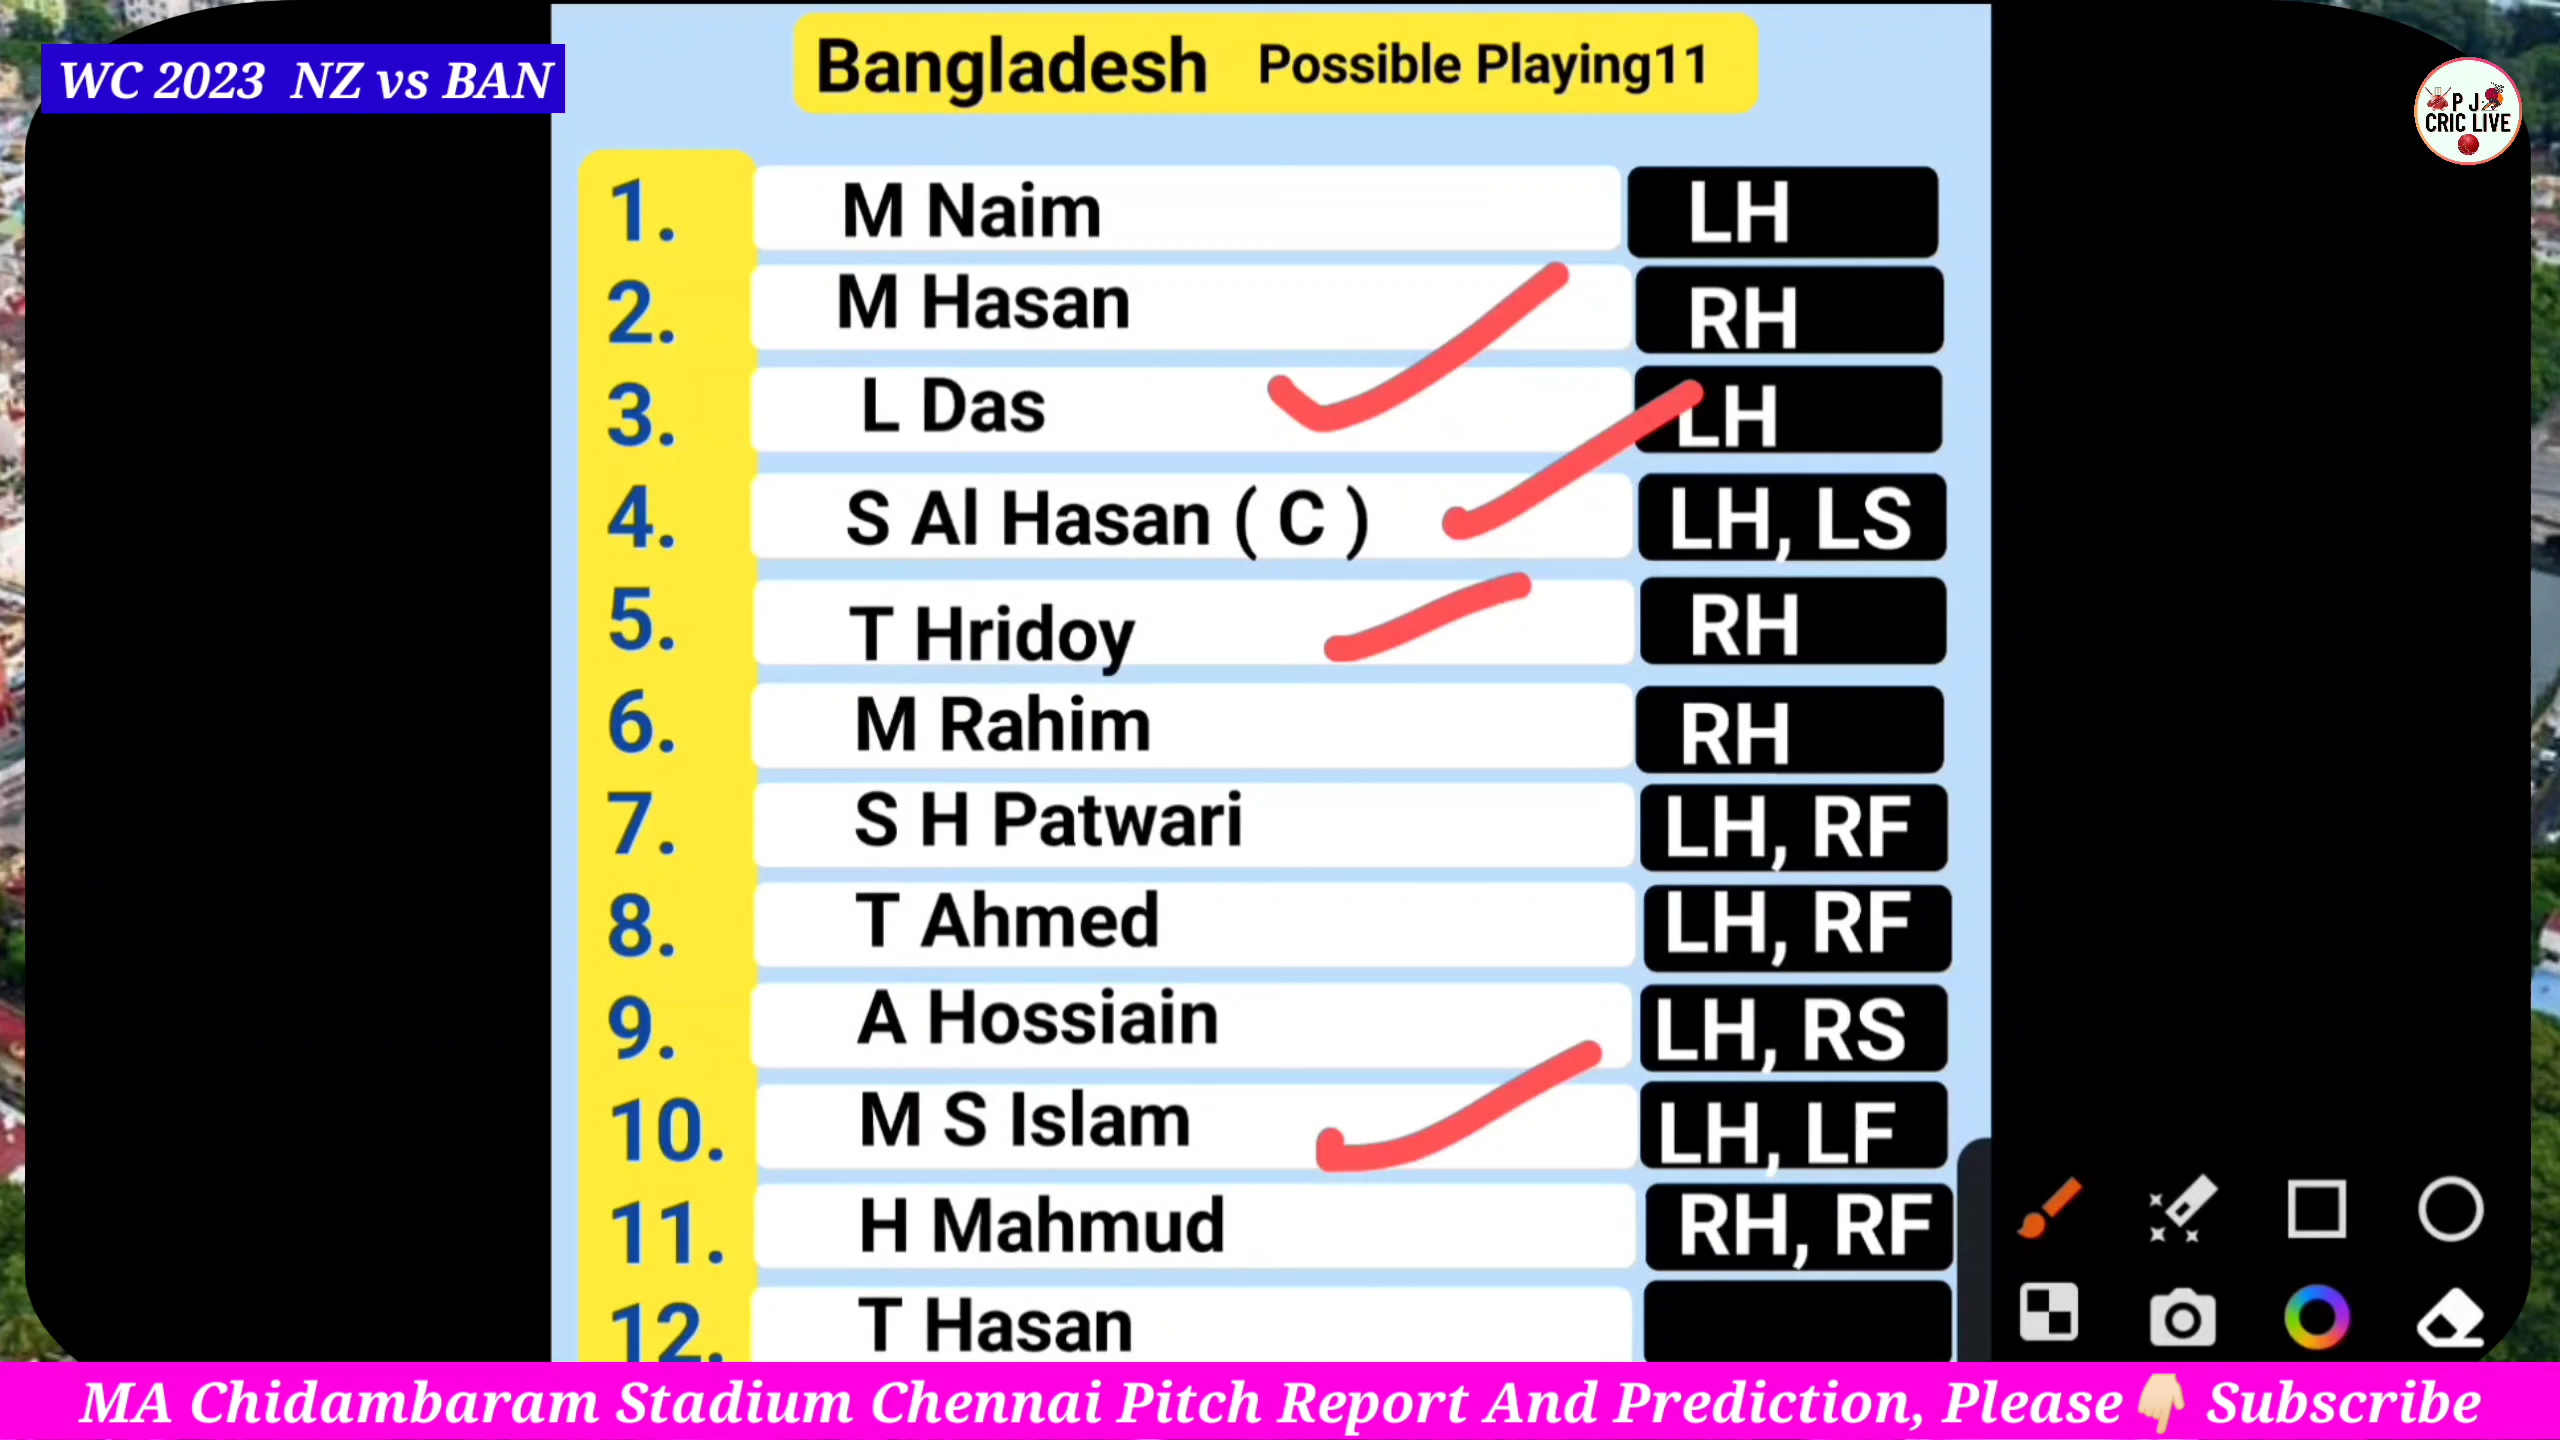 WC 2023 NZ vs BAN
Bangladesh Possible Playing11
P J
CRIC LIVE
1. M Naim LH
2. M Hasan RH
3. L Das LH
4. S Al Hasan ( C ) LH, LS
5. T Hridoy RH
6. M Rahim RH
7. S H Patwari LH, RF
8. T Ahmed LH, RF
9. A Hossiain LH, RS
10. M S Islam LH, LF
11. H Mahmud RH, RF
12. T Hasan
MA Chidambaram Stadium Chennai Pitch Report And Prediction, Please👇🏻 Subscribe